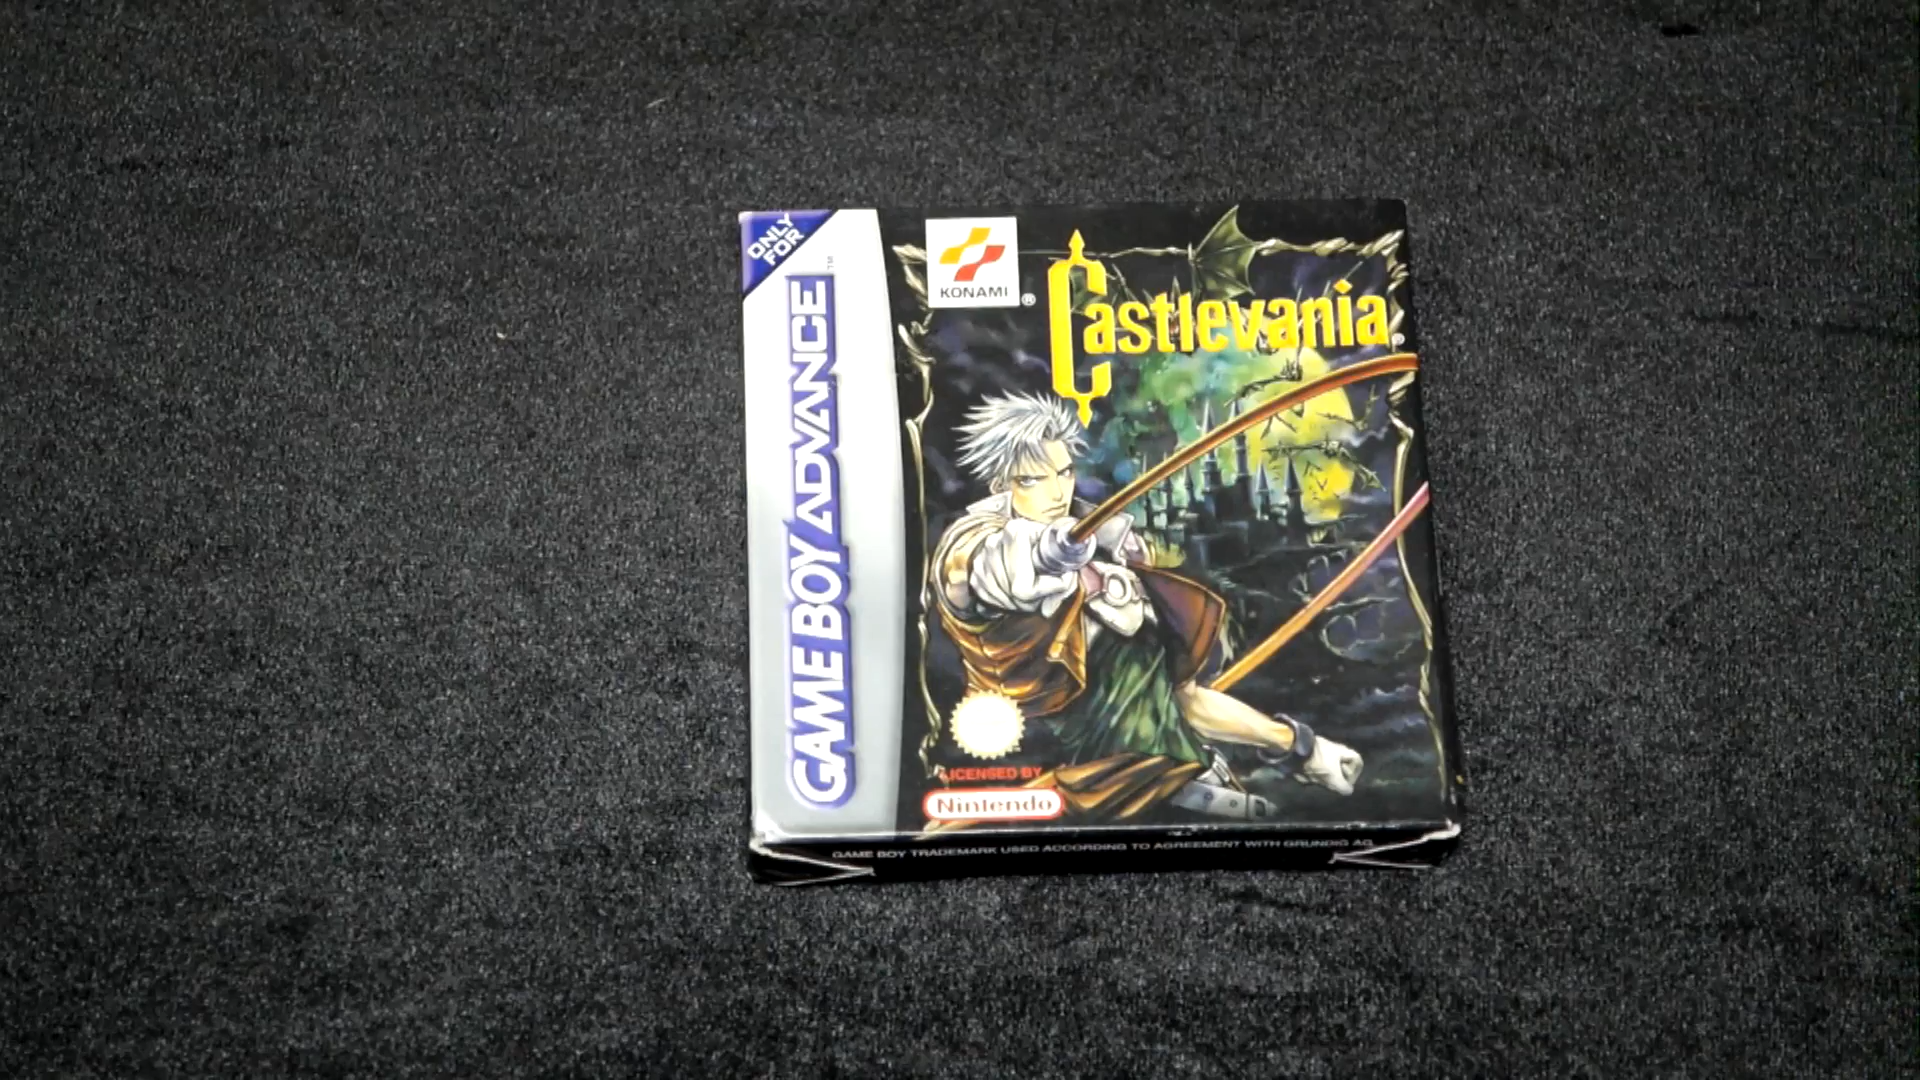 ONLY
FOR
GAME BOY ADVANCE™
KONAMI®
Castlevania®
LICENSED BY
Nintendo
GAME BOY TRADEMARK USED ACCORDING TO AGREEMENT WITH GRUNDIG AG